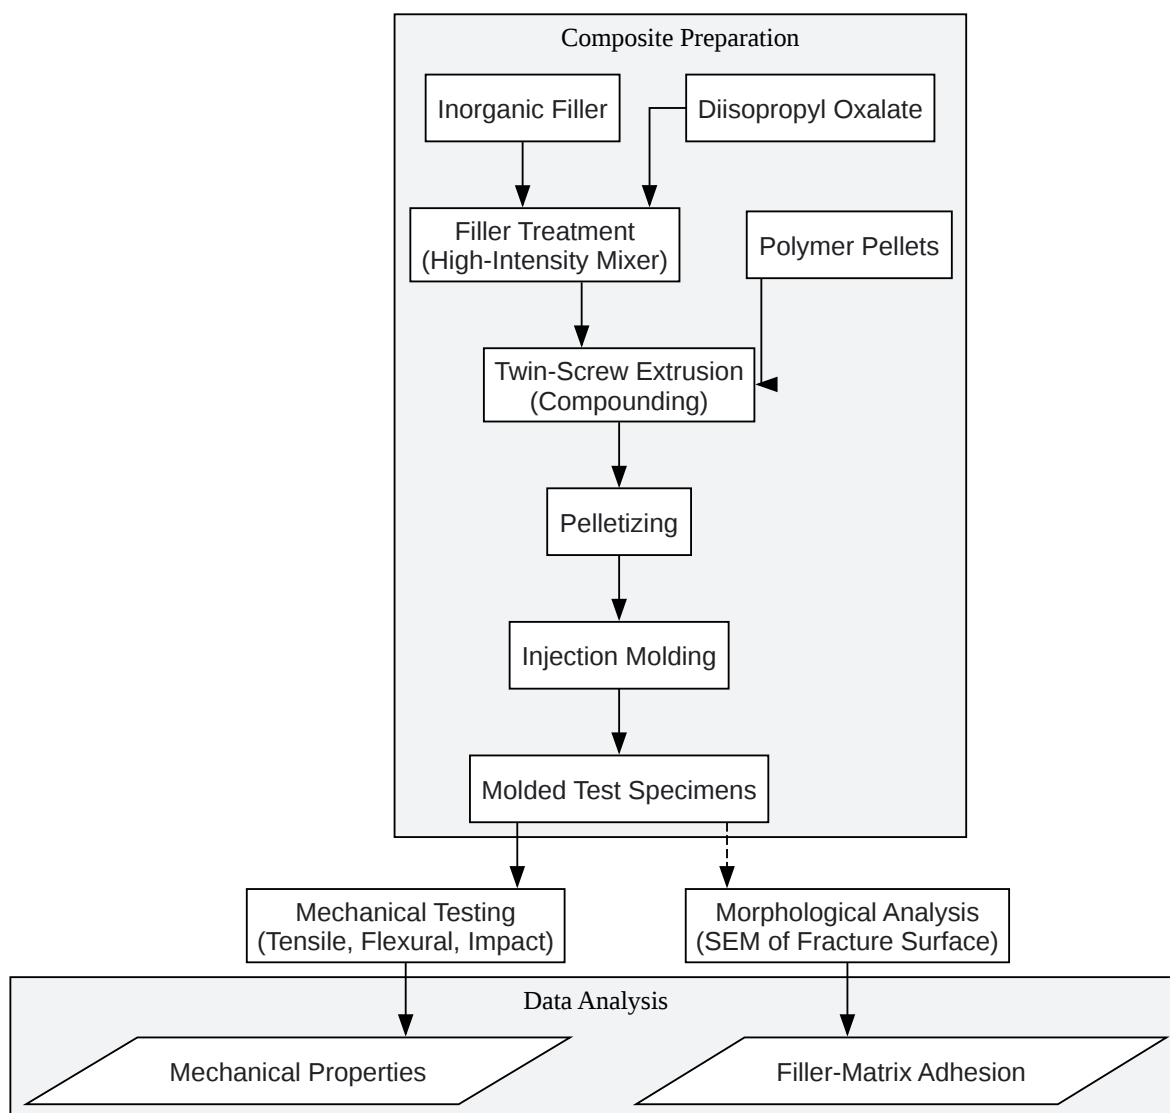 Composite Preparation
Inorganic Filler
Diisopropyl Oxalate
Filler Treatment
(High-Intensity Mixer)
Polymer Pellets
Twin-Screw Extrusion
(Compounding)
Pelletizing
Injection Molding
Molded Test Specimens
Mechanical Testing
(Tensile, Flexural, Impact)
Morphological Analysis
(SEM of Fracture Surface)
Data Analysis
Mechanical Properties
Filler-Matrix Adhesion